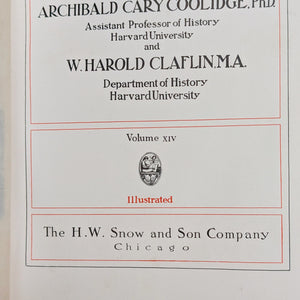 ARCHIBALD CARY COOLIDGE, PhD.
Assistant Professor of History
Harvard University
and
W. HAROLD CLAFLIN, M.A.
Department of History
Harvard University
Volume XIV
Illustrated
The H.W. Snow and Son Company
Chicago